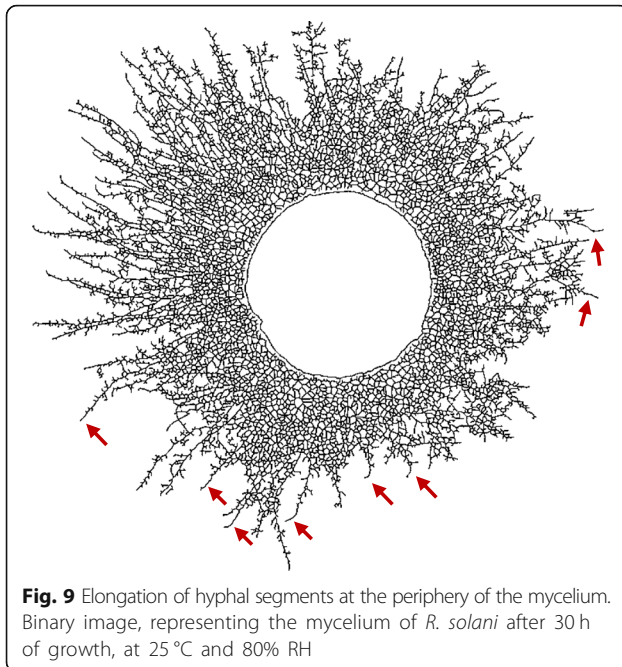 Fig. 9 Elongation of hyphal segments at the periphery of the mycelium.
Binary image, representing the mycelium of R. solani after 30 h
of growth, at 25 °C and 80% RH